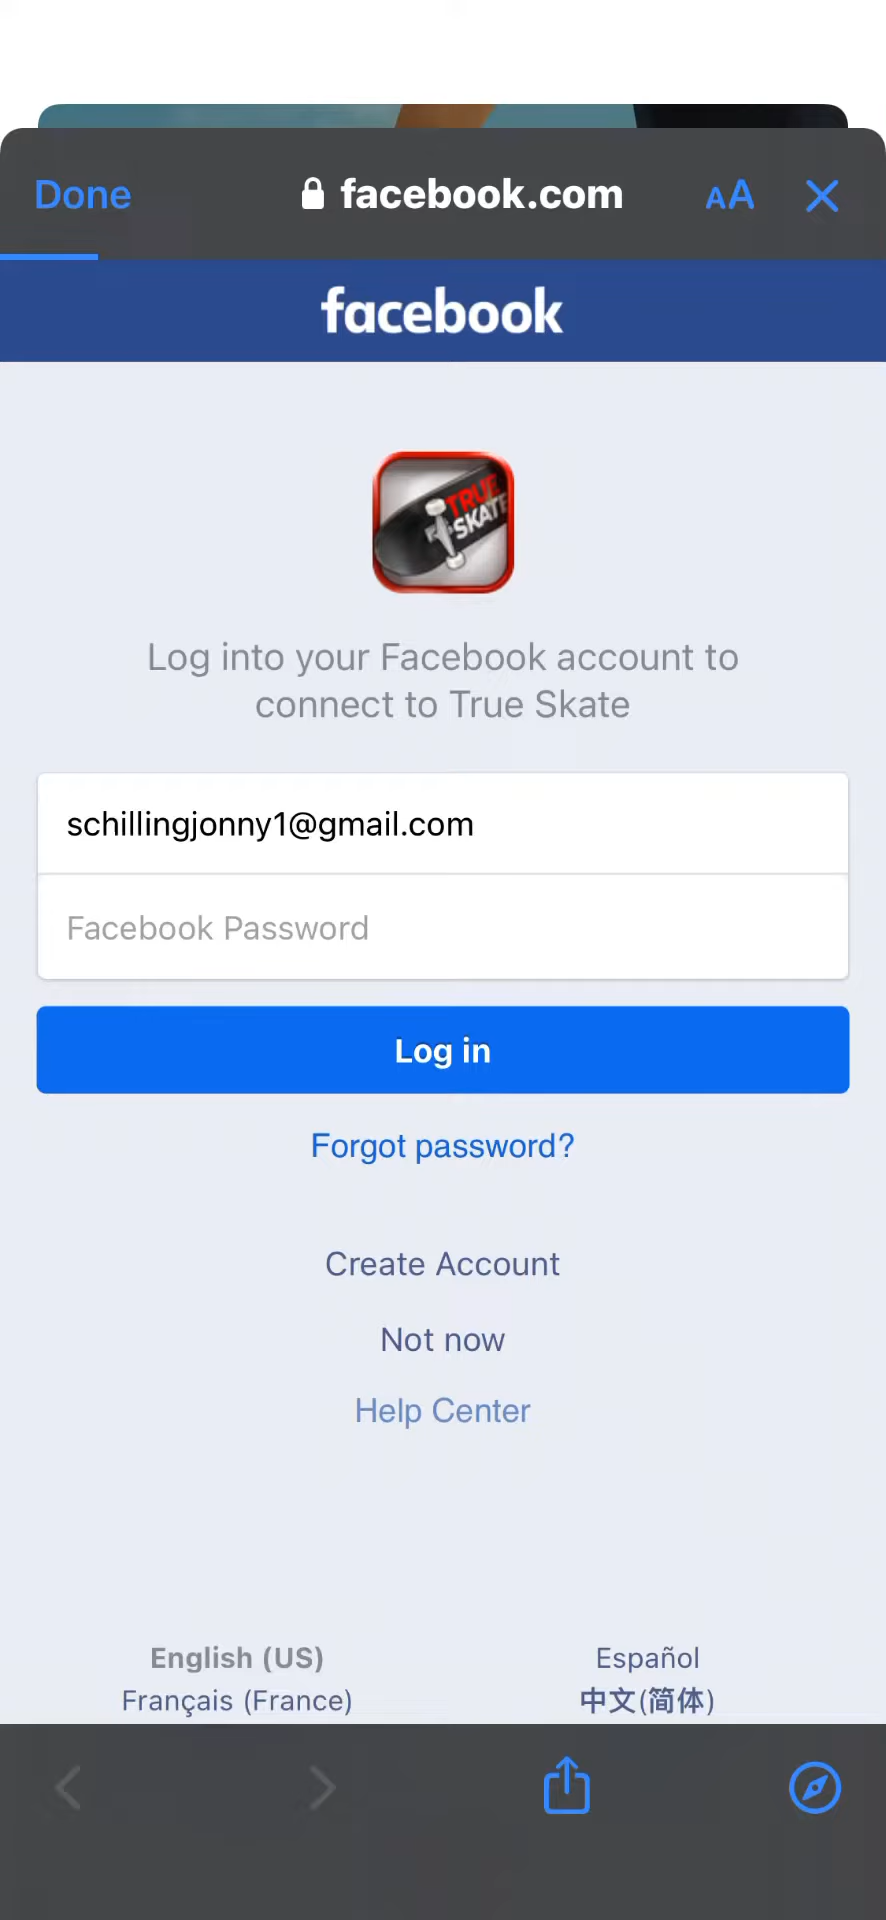 Done
facebook.com
AA
facebook
TRUE
SKATE
Log into your Facebook account to
connect to True Skate
schillingjonny1@gmail.com
Facebook Password
Log in
Forgot password?
Create Account
Not now
Help Center
English (US)
Español
Français (France)
中文(简体)